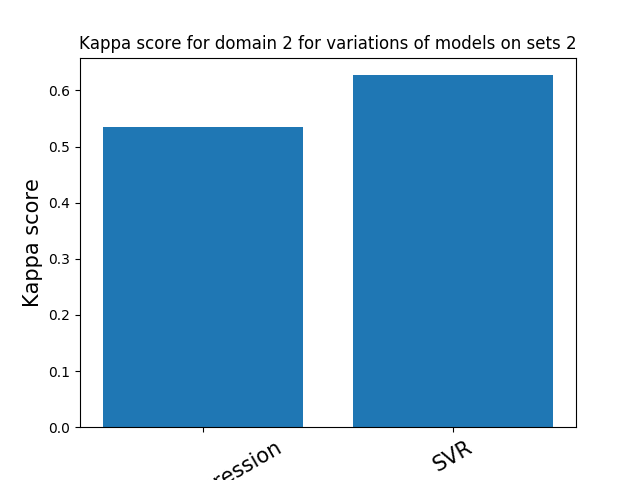 Kappa score for domain 2 for variations of models on sets 2
Kappa score
0.6
0.5
0.4
0.3
0.2
0.1
0.0
ression
SVR